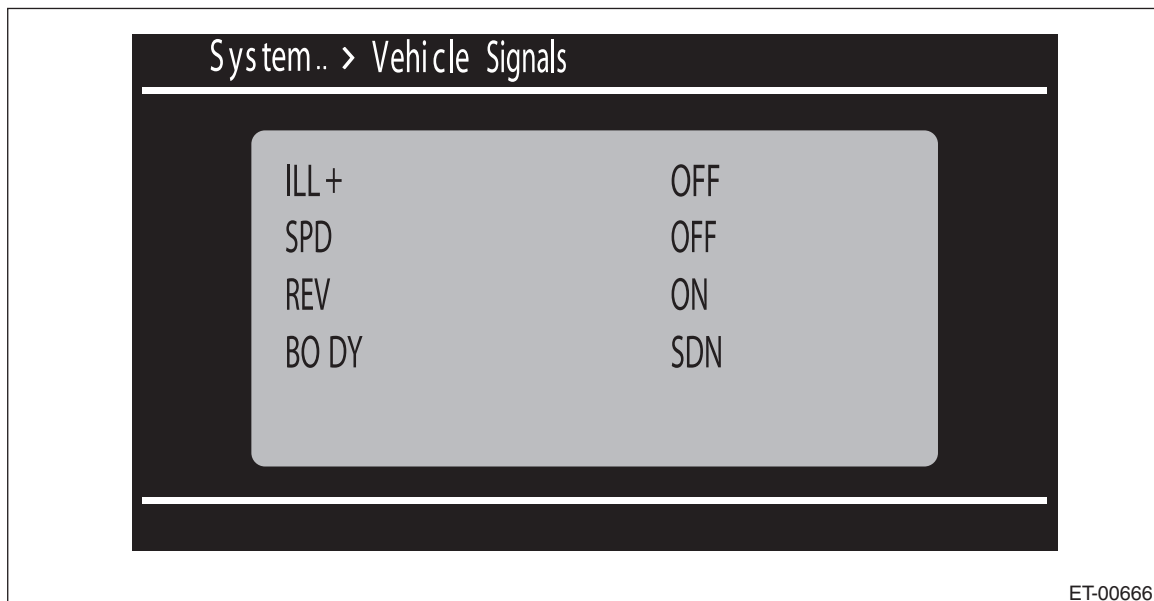 System.. > Vehicle Signals
ILL+ OFF
SPD OFF
REV ON
BODY SDN
ET-00666